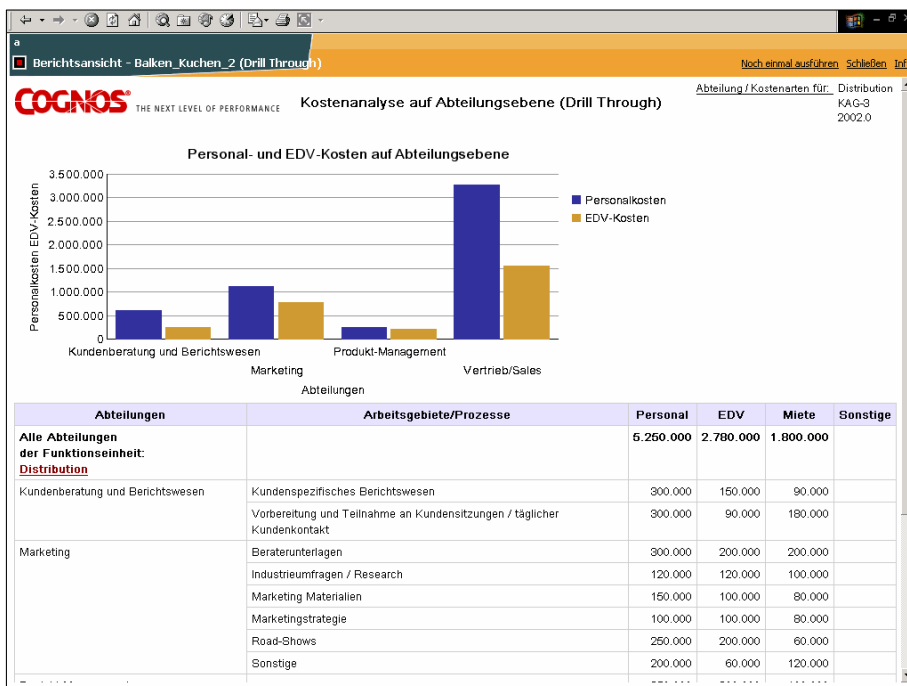 a
Berichtsansicht - Balken_Kuchen_2 (Drill Through)
Noch einmal ausführen Schließen Inf
COGNOS® THE NEXT LEVEL OF PERFORMANCE
Kostenanalyse auf Abteilungsebene (Drill Through)
Abteilung / Kostenarten für: Distribution
KAG-3
2002.0
Personal- und EDV-Kosten auf Abteilungsebene
Personalkosten EDV-Kosten
3.500.000
3.000.000
2.500.000
2.000.000
1.500.000
1.000.000
500.000
0
Personalkosten
EDV-Kosten
Kundenberatung und Berichtswesen Produkt-Management
Marketing Vertrieb/Sales
Abteilungen
Abteilungen Arbeitsgebiete/Prozesse Personal EDV Miete Sonstige
Alle Abteilungen 5.250.000 2.780.000 1.800.000
der Funktionseinheit:
Distribution
Kundenberatung und Berichtswesen Kundenspezifisches Berichtswesen 300.000 150.000 90.000
Vorbereitung und Teilnahme an Kundensitzungen / täglicher 300.000 90.000 180.000
Kundenkontakt
Marketing Beraterunterlagen 300.000 200.000 200.000
Industrieumfragen / Research 120.000 120.000 100.000
Marketing Materialien 150.000 100.000 80.000
Marketingstrategie 100.000 100.000 80.000
Road-Shows 250.000 200.000 60.000
Sonstige 200.000 60.000 120.000